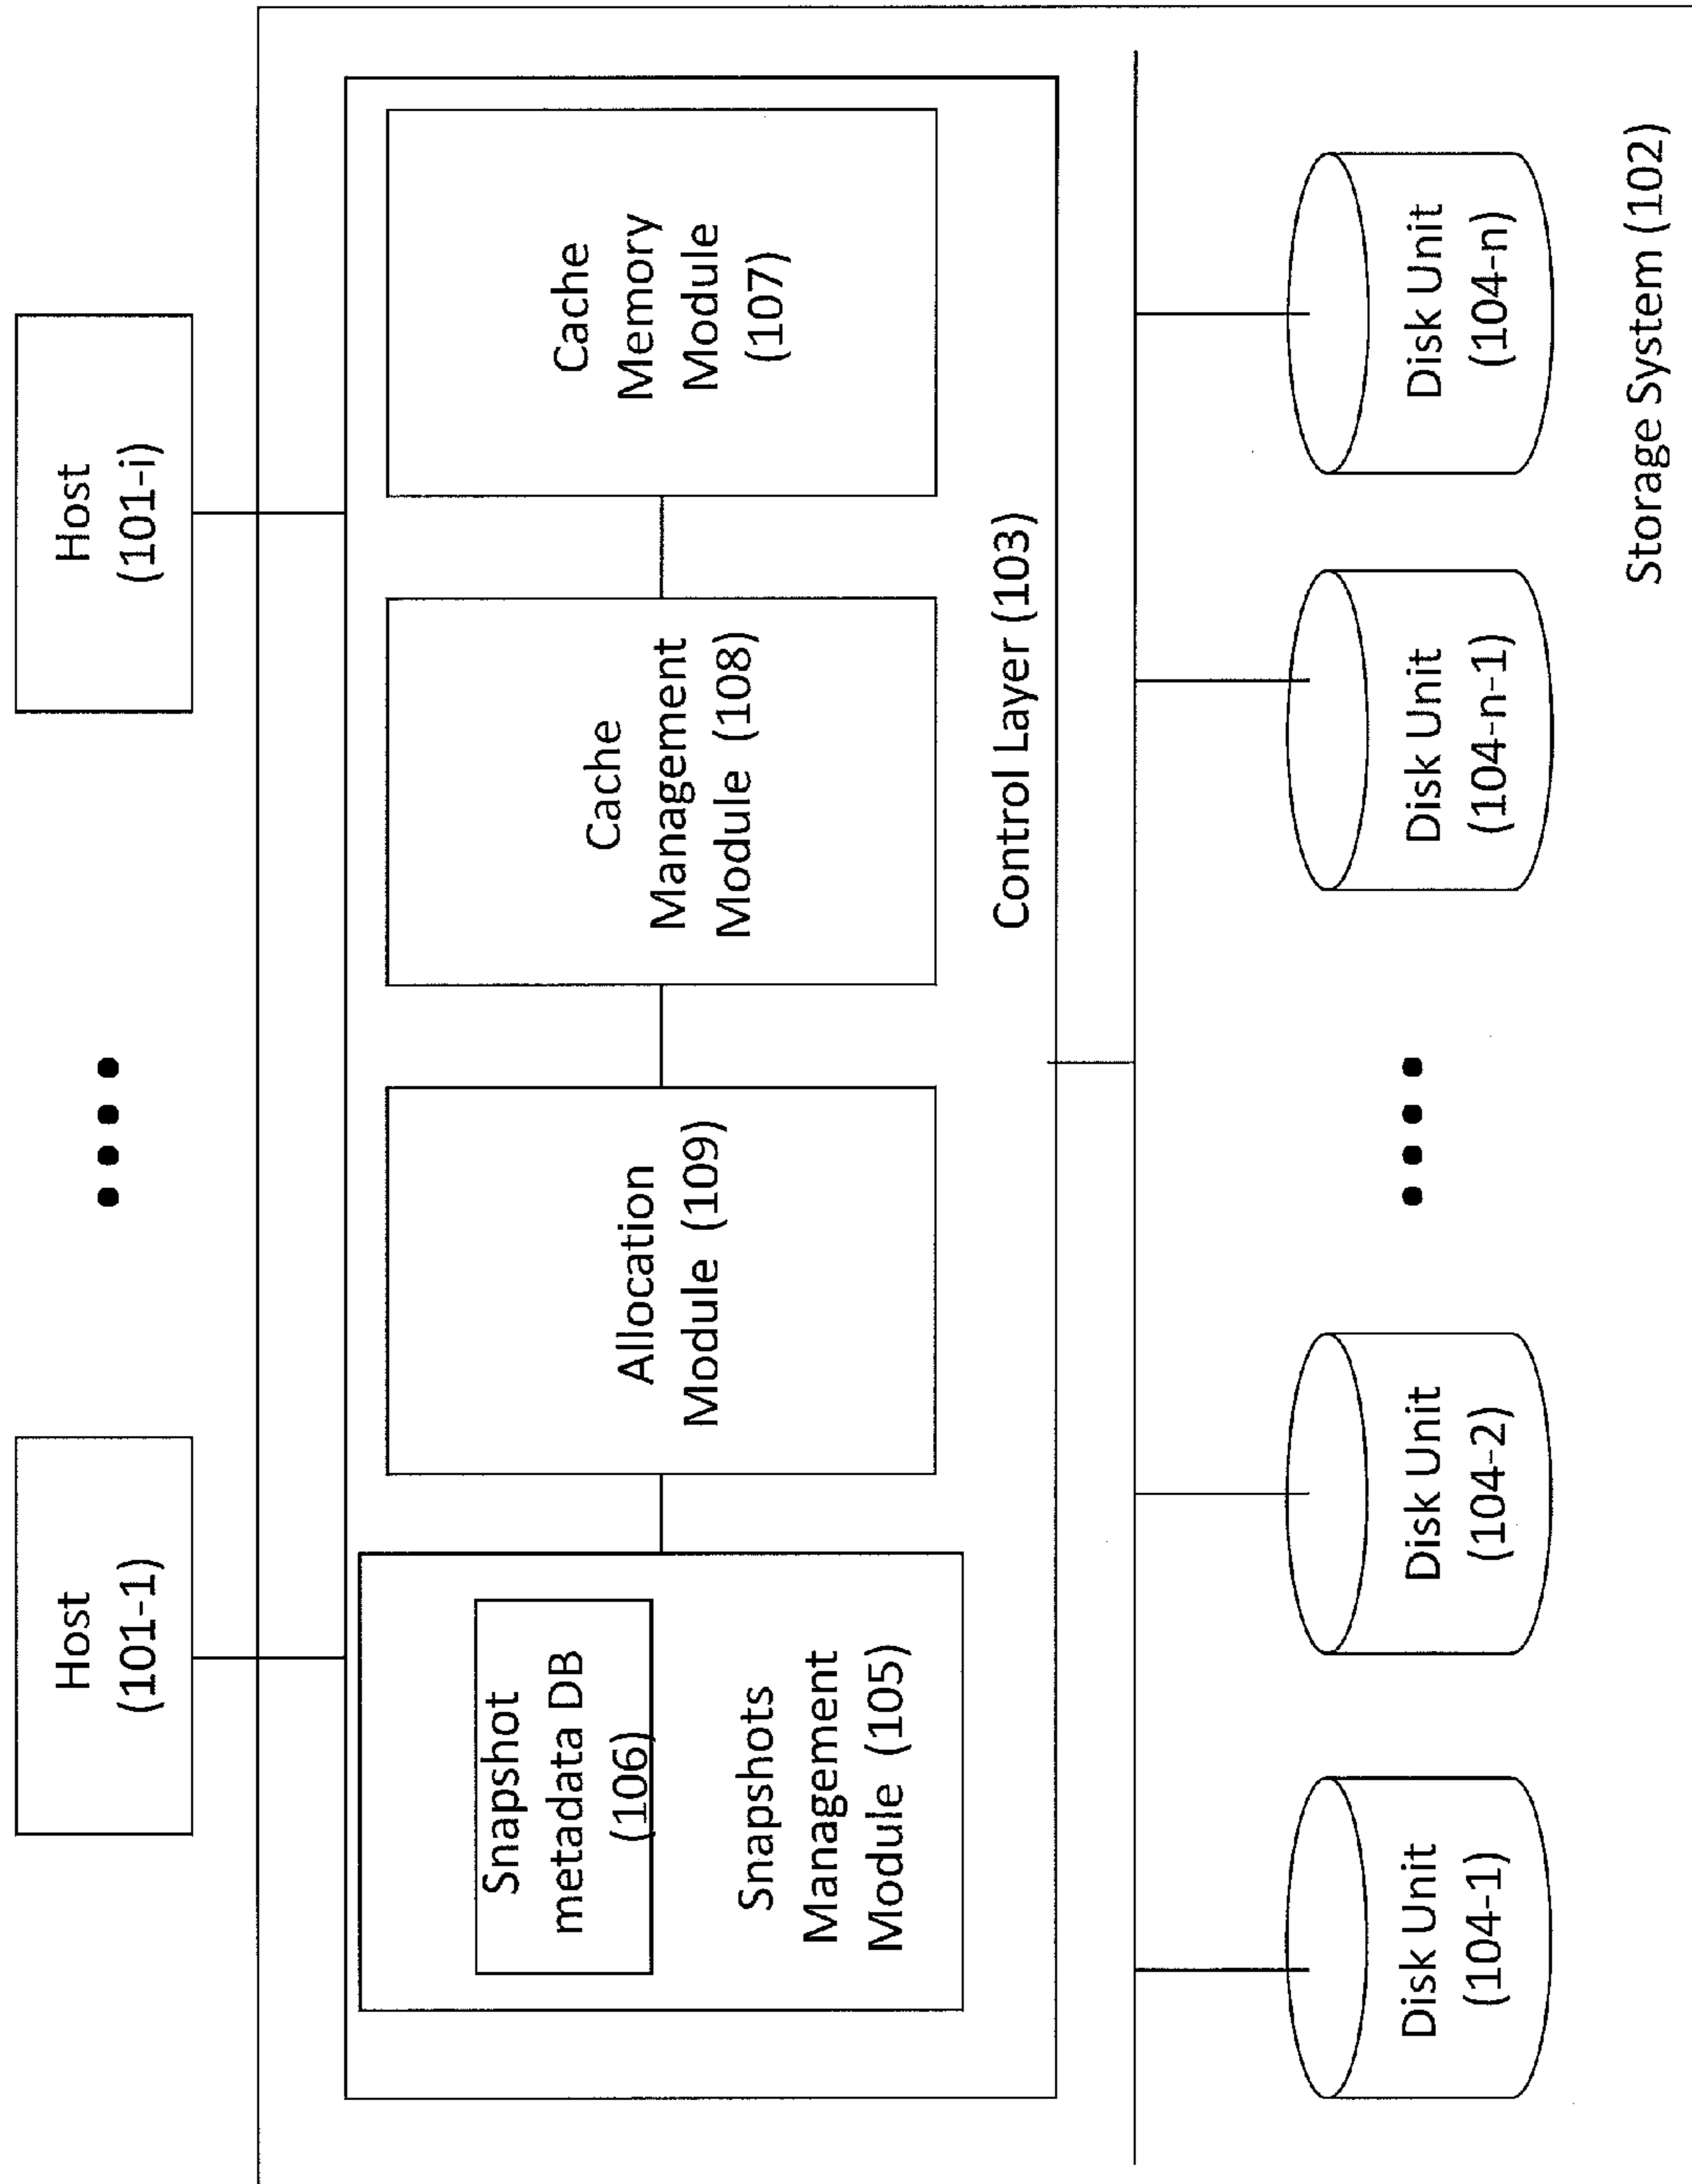 Host
(101-1)
Host
(101-i)
Snapshot
metadata DB
(106)
Snapshots
Management
Module (105)
Allocation
Module (109)
Cache
Management
Module (108)
Cache
Memory
Module
(107)
Control Layer (103)
Disk Unit
(104-1)
Disk Unit
(104-2)
Disk Unit
(104-n-1)
Disk Unit
(104-n)
Storage System (102)